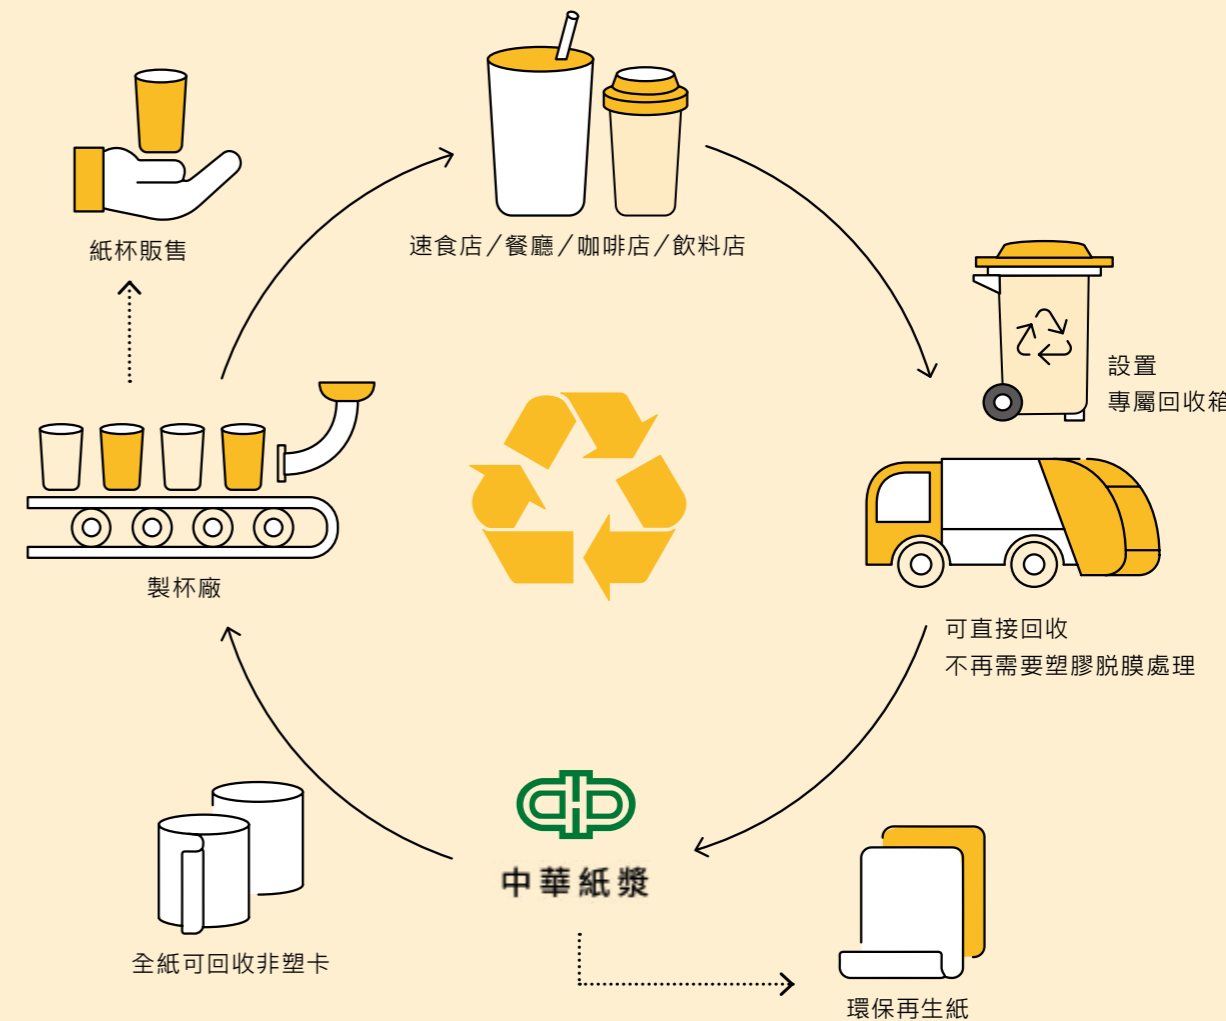 紙杯販售
速食店/餐廳/咖啡店/飲料店
設置
專屬回收箱
製杯廠
可直接回收
不再需要塑膠脱膜處理
中華紙漿
全紙可回收非塑卡
環保再生紙